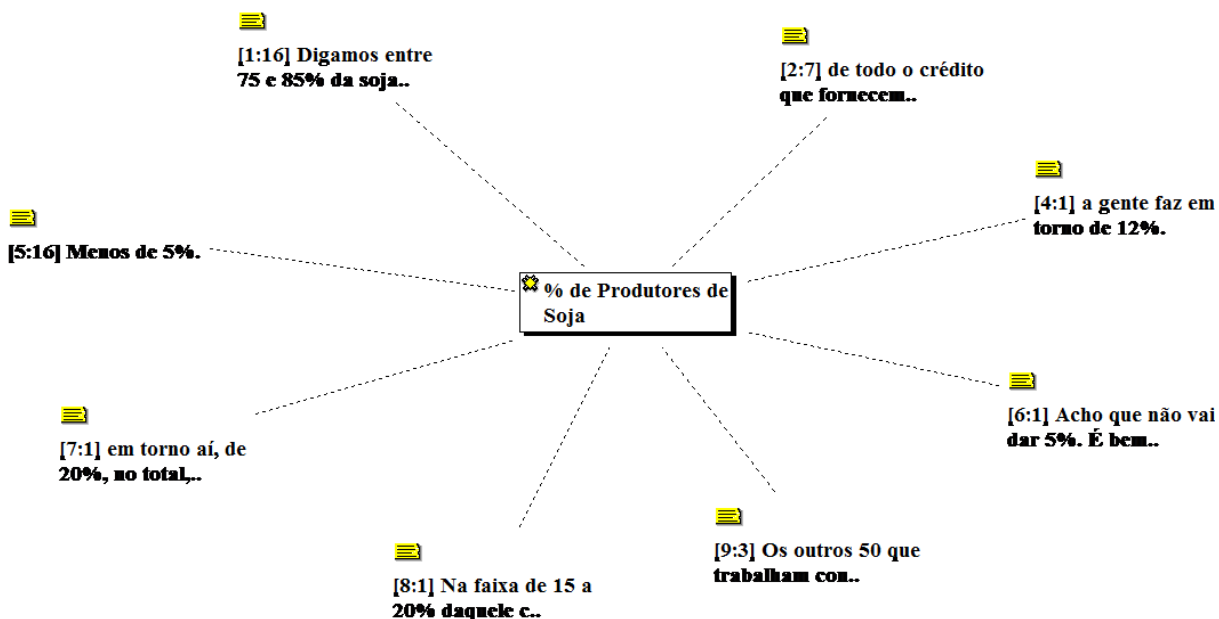 [1:16] Digamos entre
75 e 85% da soja..
[2:7] de todo o crédito
que fornecem..
[4:1] a gente faz em
torno de 12%.
[5:16] Menos de 5%.
% de Produtores de
Soja
[6:1] Acho que não vai
dar 5%. É bem..
[7:1] em torno aí, de
20%, no total,..
[9:3] Os outros 50 que
trabalham con..
[8:1] Na faixa de 15 a
20% daquele c..